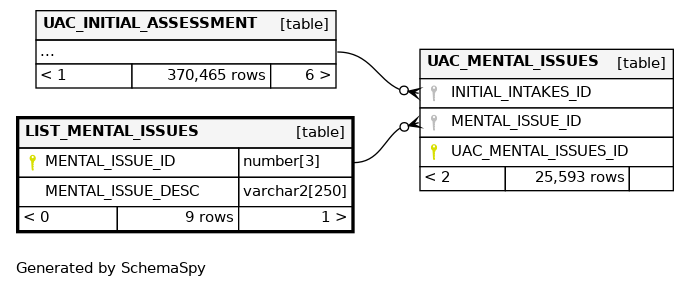 UAC_INITIAL_ASSESSMENT [table]
...
< 1 370,465 rows 6 >
UAC_MENTAL_ISSUES [table]
INITIAL_INTAKES_ID
MENTAL_ISSUE_ID
UAC_MENTAL_ISSUES_ID
< 2 25,593 rows
LIST_MENTAL_ISSUES [table]
MENTAL_ISSUE_ID number[3]
MENTAL_ISSUE_DESC varchar2[250]
< 0 9 rows 1 >
Generated by SchemaSpy